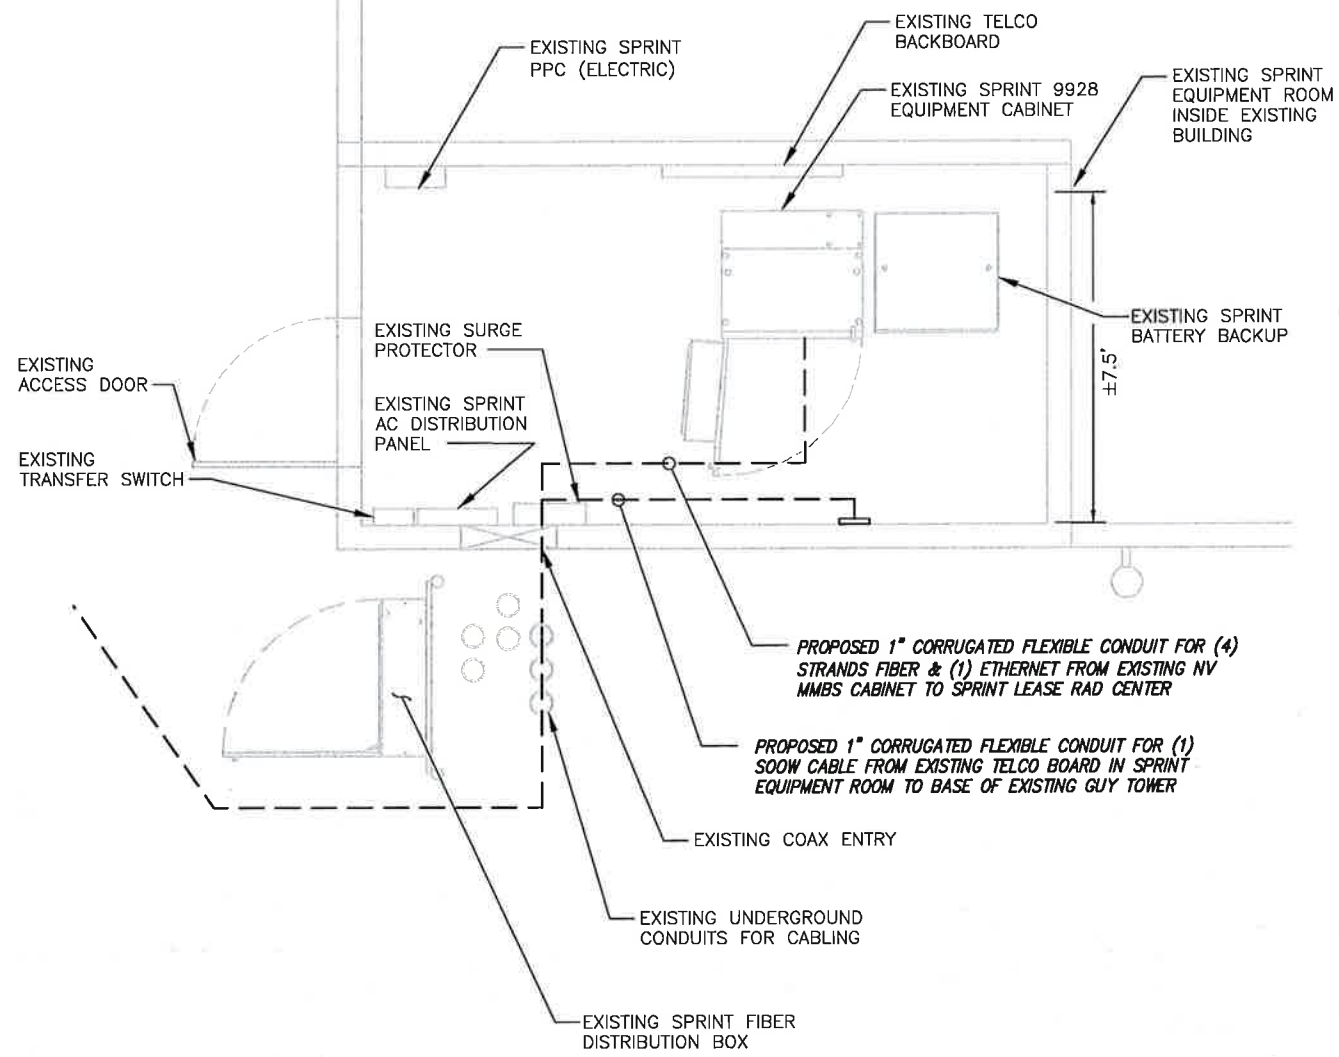 EXISTING TELCO
BACKBOARD
EXISTING SPRINT
PPC (ELECTRIC)
EXISTING SPRINT 9928
EQUIPMENT CABINET
EXISTING SPRINT
EQUIPMENT ROOM
INSIDE EXISTING
BUILDING
EXISTING SPRINT
BATTERY BACKUP
±7.5'
EXISTING SURGE
PROTECTOR
EXISTING
ACCESS DOOR
EXISTING SPRINT
AC DISTRIBUTION
PANEL
EXISTING
TRANSFER SWITCH
PROPOSED 1" CORRUGATED FLEXIBLE CONDUIT FOR (4)
STRANDS FIBER & (1) ETHERNET FROM EXISTING NV
MMBS CABINET TO SPRINT LEASE RAD CENTER
PROPOSED 1" CORRUGATED FLEXIBLE CONDUIT FOR (1)
SOOW CABLE FROM EXISTING TELCO BOARD IN SPRINT
EQUIPMENT ROOM TO BASE OF EXISTING GUY TOWER
EXISTING COAX ENTRY
EXISTING UNDERGROUND
CONDUITS FOR CABLING
EXISTING SPRINT FIBER
DISTRIBUTION BOX